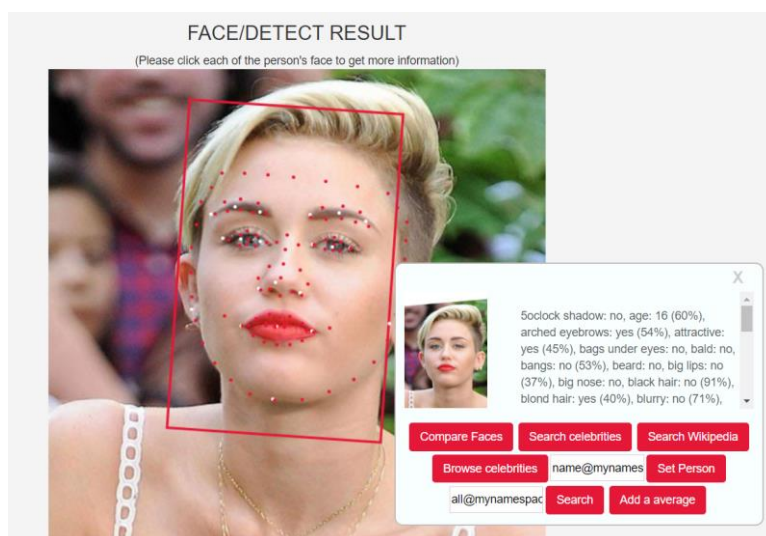 FACE/DETECT RESULT
(Please click each of the person's face to get more information)
X
5oclock shadow: no, age: 16 (60%),
arched eyebrows: yes (54%), attractive:
yes (45%), bags under eyes: no, bald: no,
bangs: no (53%), beard: no, big lips: no
(37%), big nose: no, black hair: no (91%),
blond hair: yes (40%), blurry: no (71%),
Compare Faces Search celebrities Search Wikipedia
Browse celebrities name@mynames Set Person
all@mynamespac Search Add a average